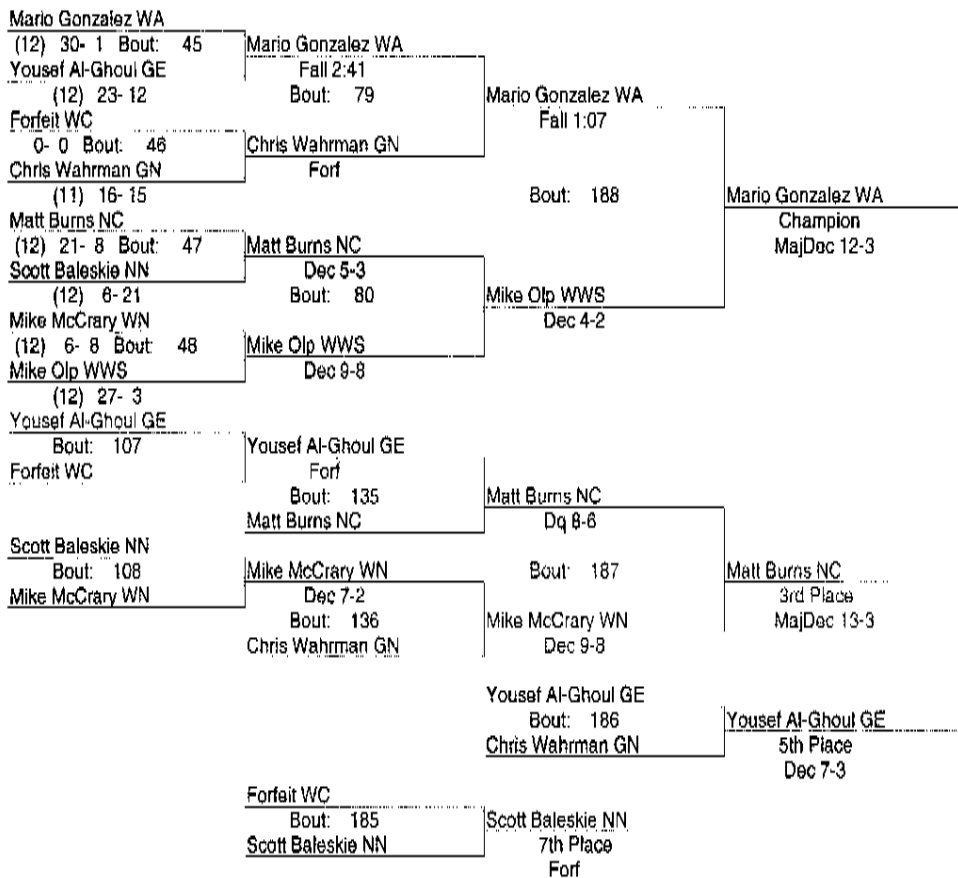 Mario Gonzalez WA
(12) 30- 1 Bout: 45
Yousef Al-Ghoul GE
(12) 23- 12
Forfeit WC
0- 0 Bout: 46
Chris Wahrman GN
(11) 16- 15
Matt Burns NC
(12) 21- 8 Bout: 47
Scott Baleskie NN
(12) 6- 21
Mike McCrary WN
(12) 6- 8 Bout: 48
Mike Olp WWS
(12) 27- 3
Mario Gonzalez WA
Fall 2:41
Bout: 79
Chris Wahrman GN
Forf
Matt Burns NC
Dec 5-3
Bout: 80
Mike Olp WWS
Dec 9-8
Mario Gonzalez WA
Fall 1:07
Bout: 188
Mike Olp WWS
Dec 4-2
Mario Gonzalez WA
Champion
MajDec 12-3
Yousef Al-Ghoul GE
Bout: 107
Forfeit WC
Scott Baleskie NN
Bout: 108
Mike McCrary WN
Yousef Al-Ghoul GE
Forf
Bout: 135
Matt Burns NC
Mike McCrary WN
Dec 7-2
Bout: 136
Chris Wahrman GN
Matt Burns NC
Dq 8-6
Bout: 187
Mike McCrary WN
Dec 9-8
Matt Burns NC
3rd Place
MajDec 13-3
Yousef Al-Ghoul GE
Bout: 186
Chris Wahrman GN
Yousef Al-Ghoul GE
5th Place
Dec 7-3
Forfeit WC
Bout: 185
Scott Baleskie NN
Scott Baleskie NN
7th Place
Forf